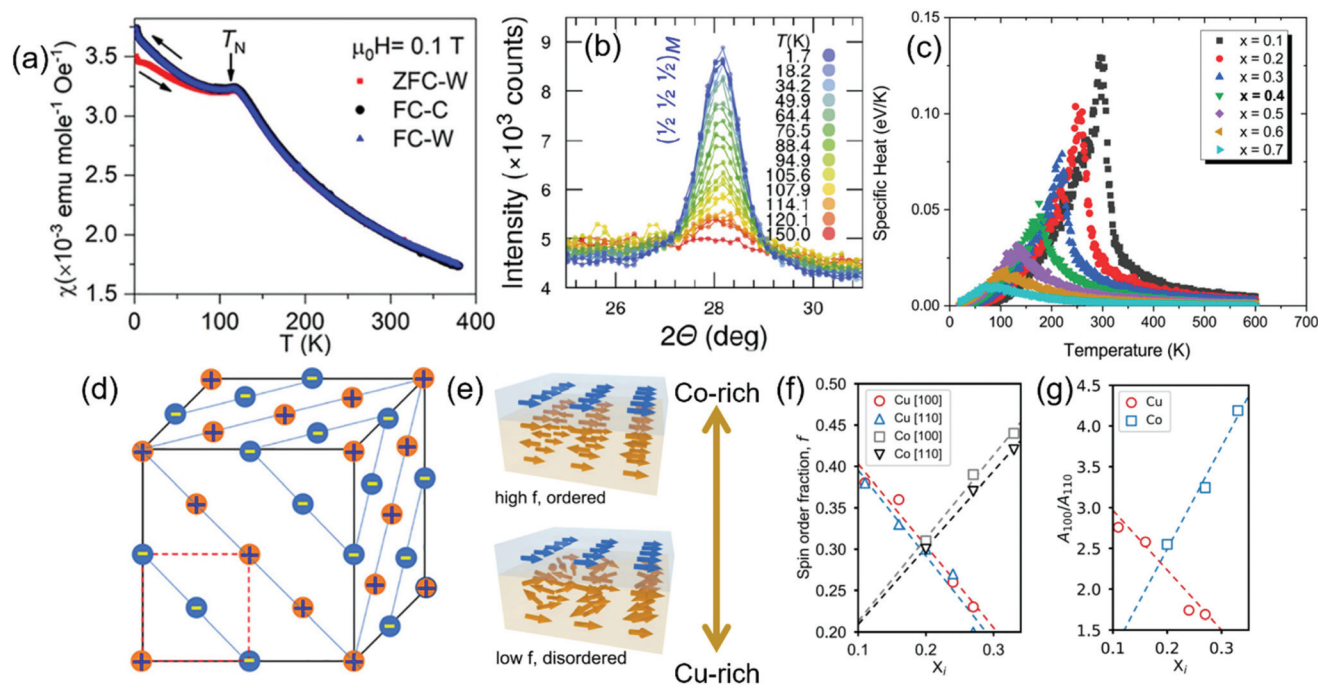 (a)
T_N
μ₀H= 0.1 T
ZFC-W
FC-C
FC-W
χ(×10⁻³ emu mole⁻¹ Oe⁻¹)
3.5
3.0
2.5
2.0
1.5
0 100 200 300 400
T (K)
(b)
(½ ½ ½)M
T(K)
1.7
18.2
34.2
49.9
64.4
76.5
88.4
94.9
105.6
107.9
114.1
120.1
150.0
Intensity (×10³ counts)
9
8
7
6
5
4
26 28 30
2Θ (deg)
(c)
x = 0.1
x = 0.2
x = 0.3
x = 0.4
x = 0.5
x = 0.6
x = 0.7
Specific Heat (eV/K)
0.15
0.10
0.05
0.00
0 100 200 300 400 500 600 700
Temperature (K)
(d)
(e)
Co-rich
high f, ordered
low f, disordered
Cu-rich
(f)
Cu [100]
Cu [110]
Co [100]
Co [110]
Spin order fraction, f
0.50
0.45
0.40
0.35
0.30
0.25
0.20
0.1 0.2 0.3
Xᵢ
(g)
Cu
Co
A₁₀₀/A₁₁₀
4.5
4.0
3.5
3.0
2.5
2.0
1.5
0.1 0.2 0.3 0.4
Xᵢ